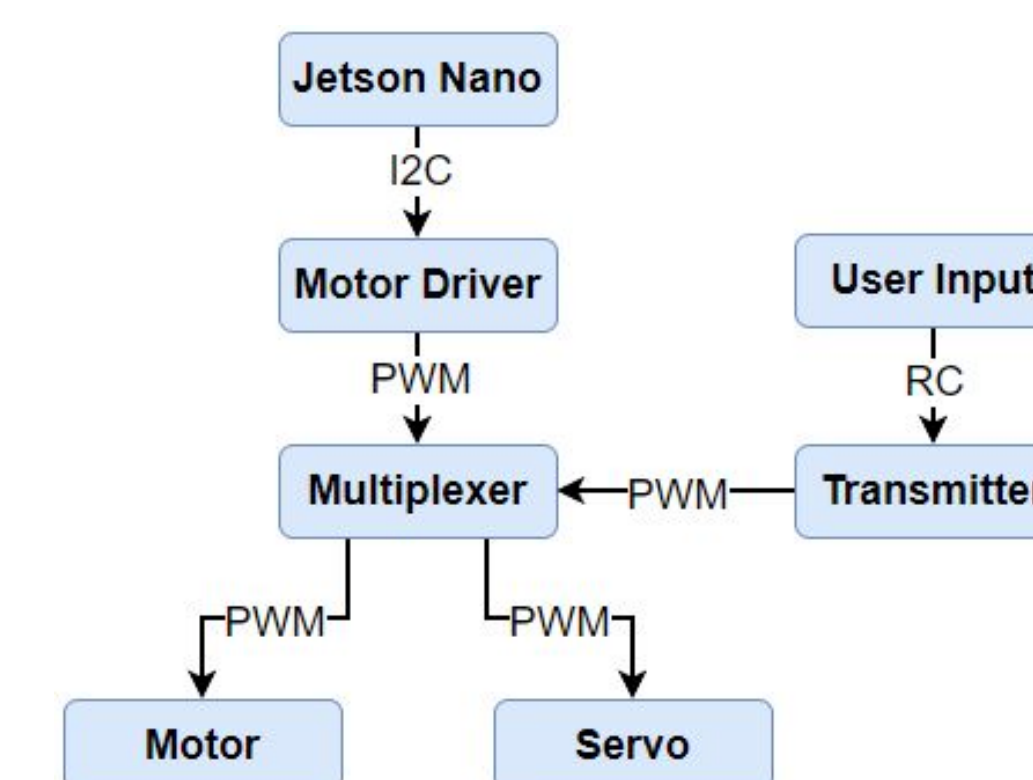 Jetson Nano
I2C
Motor Driver
User Input
PWM
RC
Multiplexer
PWM
Transmitte
PWM
PWM
Motor
Servo